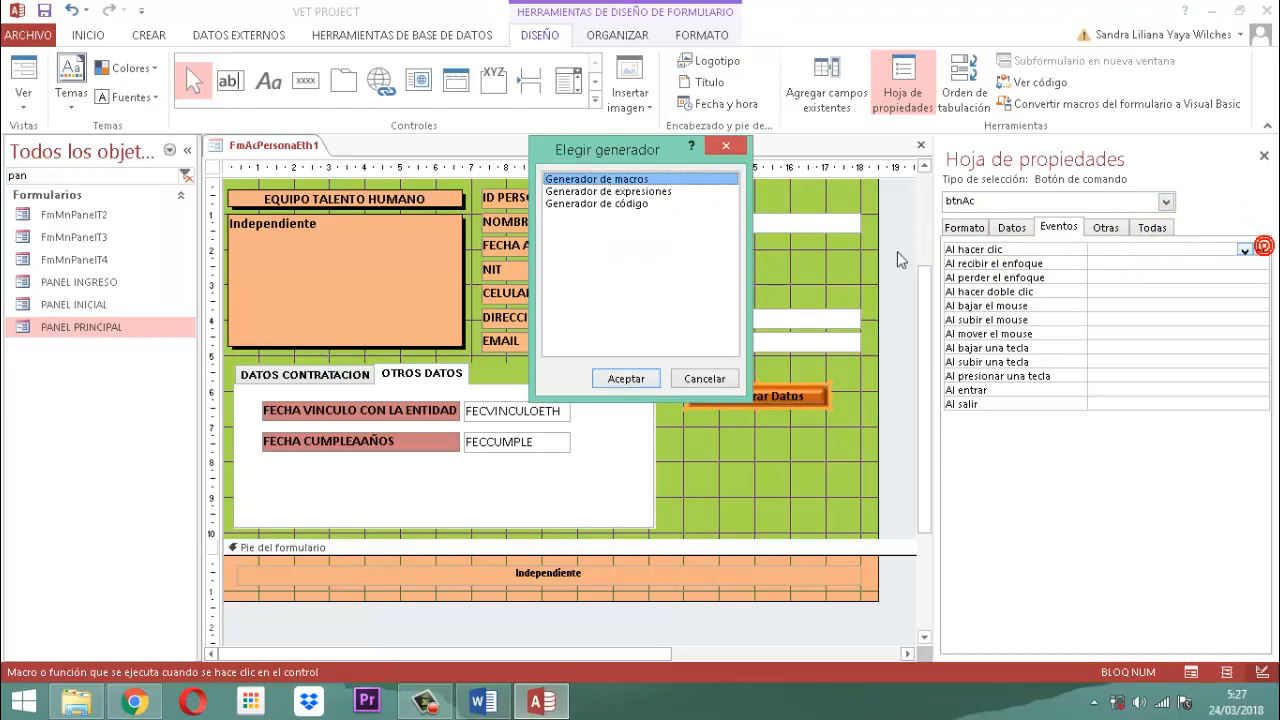 VET PROJECT
HERRAMIENTAS DE DISEÑO DE FORMULARIO
ARCHIVO
INICIO
CREAR
DATOS EXTERNOS
HERRAMIENTAS DE BASE DE DATOS
DISEÑO
ORGANIZAR
FORMATO
Sandra Liliana Yaya Wilches
Ver
Vistas
Temas
Colores
Fuentes
Temas
ab|
Aa
xxxx
XYZ
Controles
Insertar
imagen
Logotipo
Título
Fecha y hora
Encabezado y pie de...
Agregar campos
existentes
Hoja de
propiedades
Orden de
tabulación
Subformulario en nueva ventana
Ver código
Convertir macros del formulario a Visual Basic
Herramientas
Todos los objet...
pan
Formularios
FmMnPanelT2
FmMnPanelT3
FmMnPanelT4
PANEL INGRESO
PANEL INICIAL
PANEL PRINCIPAL
FmAcPersonaEth1
EQUIPO TALENTO HUMANO
Independiente
ID PERS
NOMBR
FECHA A
NIT
CELULA
DIRECCI
EMAIL
DATOS CONTRATACION
OTROS DATOS
FECHA VINCULO CON LA ENTIDAD
FECVINCULOETH
FECHA CUMPLEAAÑOS
FECCUMPLE
rar Datos
Pie del formulario
Independiente
Elegir generador
?
Generador de macros
Generador de expresiones
Generador de código
Aceptar
Cancelar
Hoja de propiedades
Tipo de selección: Botón de comando
btnAc
Formato
Datos
Eventos
Otras
Todas
Al hacer clic
Al recibir el enfoque
Al perder el enfoque
Al hacer doble clic
Al bajar el mouse
Al subir el mouse
Al mover el mouse
Al bajar una tecla
Al subir una tecla
Al presionar una tecla
Al entrar
Al salir
Macro o función que se ejecuta cuando se hace clic en el control
BLOQ NUM
Pr
5:27
24/03/2018